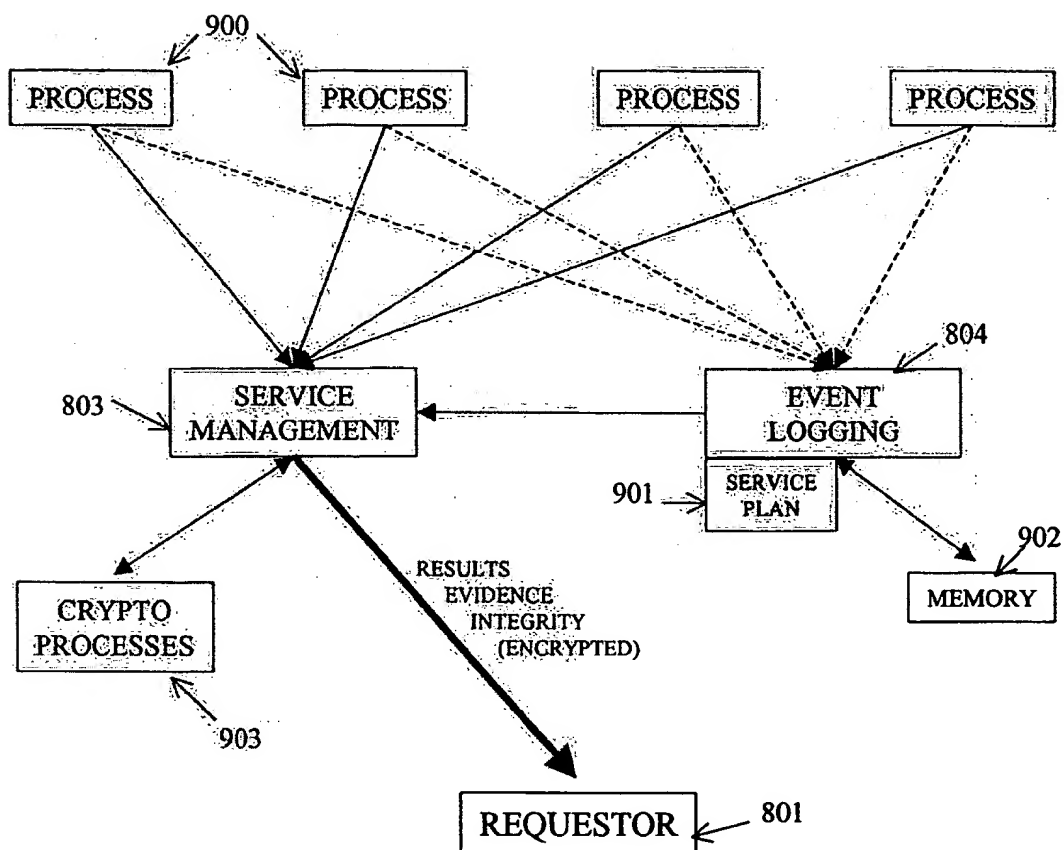 900
PROCESS
PROCESS
PROCESS
PROCESS
804
803
SERVICE
MANAGEMENT
EVENT
LOGGING
901
SERVICE
PLAN
902
MEMORY
RESULTS
EVIDENCE
INTEGRITY
(ENCRYPTED)
CRYPTO
PROCESSES
903
REQUESTOR
801